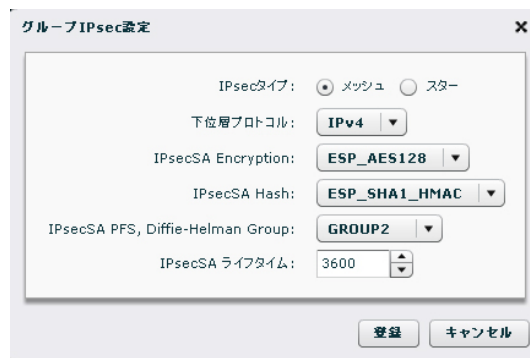 グループIPsec設定
IPsecタイプ: メッシュ スター
下位層プロトコル: IPv4
IPsecSA Encryption: ESP_AES128
IPsecSA Hash: ESP_SHA1_HMAC
IPsecSA PFS, Diffie-Helman Group: GROUP2
IPsecSA ライフタイム: 3600
登録 キャンセル